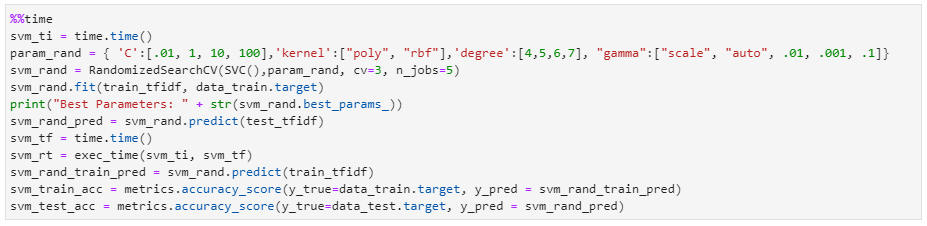 %%time
svm_ti = time.time()
param_rand = { 'C':[.01, 1, 10, 100],'kernel':["poly", "rbf"],'degree':[4,5,6,7], "gamma":["scale", "auto", .01, .001, .1]}
svm_rand = RandomizedSearchCV(SVC(),param_rand, cv=3, n_jobs=5)
svm_rand.fit(train_tfidf, data_train.target)
print("Best Parameters: " + str(svm_rand.best_params_))
svm_rand_pred = svm_rand.predict(test_tfidf)
svm_tf = time.time()
svm_rt = exec_time(svm_ti, svm_tf)
svm_rand_train_pred = svm_rand.predict(train_tfidf)
svm_train_acc = metrics.accuracy_score(y_true=data_train.target, y_pred = svm_rand_train_pred)
svm_test_acc = metrics.accuracy_score(y_true=data_test.target, y_pred = svm_rand_pred)